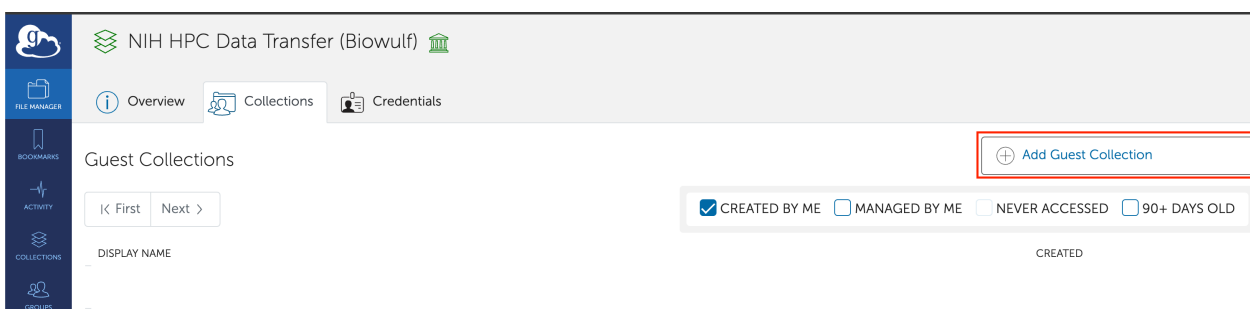 g
NIH HPC Data Transfer (Biowulf)
FILE MANAGER
Overview Collections Credentials
BOOKMARKS
Guest Collections
Add Guest Collection
ACTIVITY
First Next
CREATED BY ME MANAGED BY ME NEVER ACCESSED 90+ DAYS OLD
COLLECTIONS
DISPLAY NAME CREATED
GROUPS